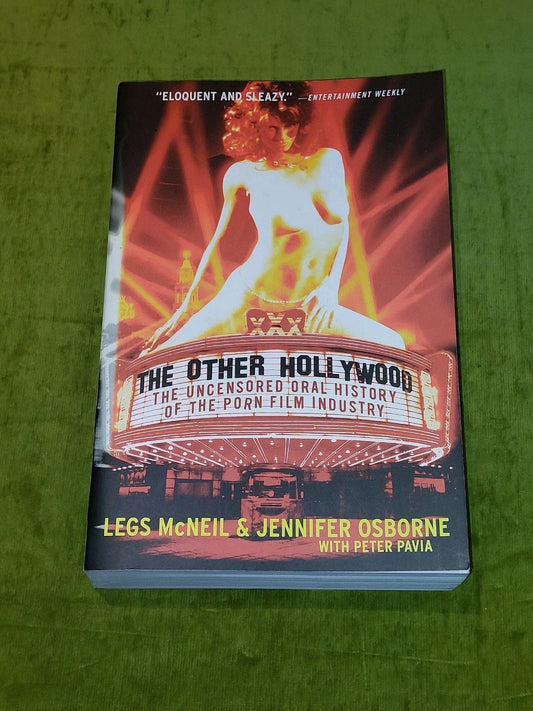 "ELOQUENT AND SLEAZY." —ENTERTAINMENT WEEKLY
XXX
THE OTHER HOLLYWOOD
THE UNCENSORED ORAL HISTORY
OF THE PORN FILM INDUSTRY
LEGS McNEIL & JENNIFER OSBORNE
WITH PETER PAVIA